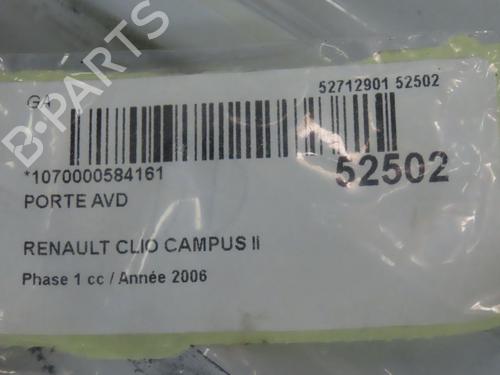 GA
52712901 52502
*1070000584161
52502
PORTE AVD
RENAULT CLIO CAMPUS II
Phase 1 cc / Année 2006
B-PARTS